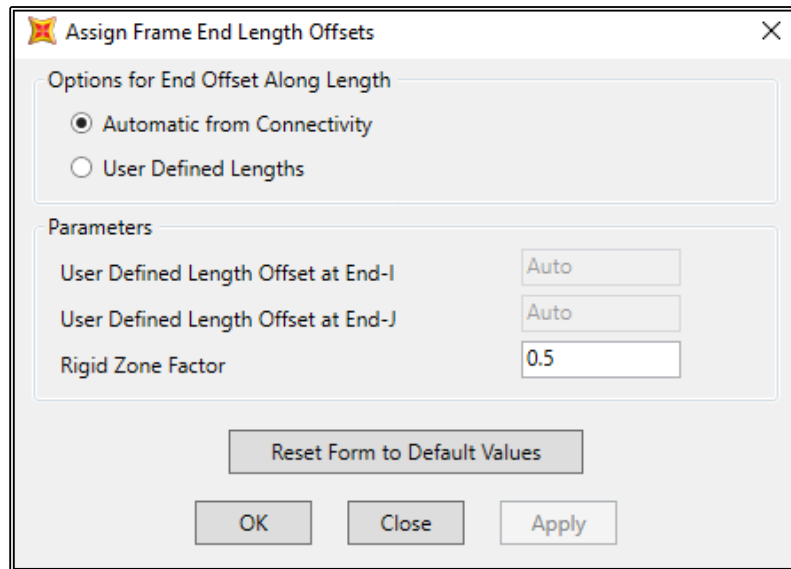 Assign Frame End Length Offsets
Options for End Offset Along Length
Automatic from Connectivity
User Defined Lengths
Parameters
User Defined Length Offset at End-I
Auto
User Defined Length Offset at End-J
Auto
Rigid Zone Factor
0.5
Reset Form to Default Values
OK
Close
Apply